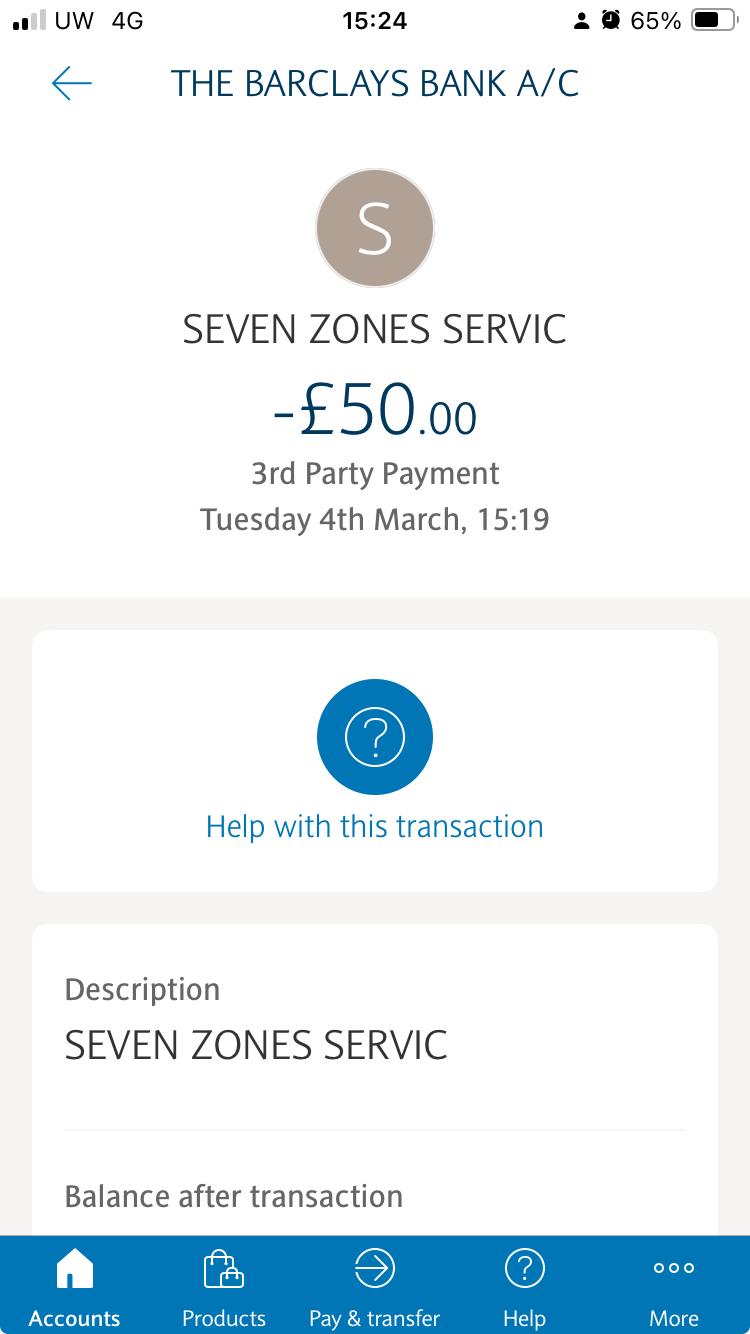 UW 4G 15:24 65%
THE BARCLAYS BANK A/C
S
SEVEN ZONES SERVIC
-£50.00
3rd Party Payment
Tuesday 4th March, 15:19
?
Help with this transaction
Description
SEVEN ZONES SERVIC
Balance after transaction
?
Accounts Products Pay & transfer Help More